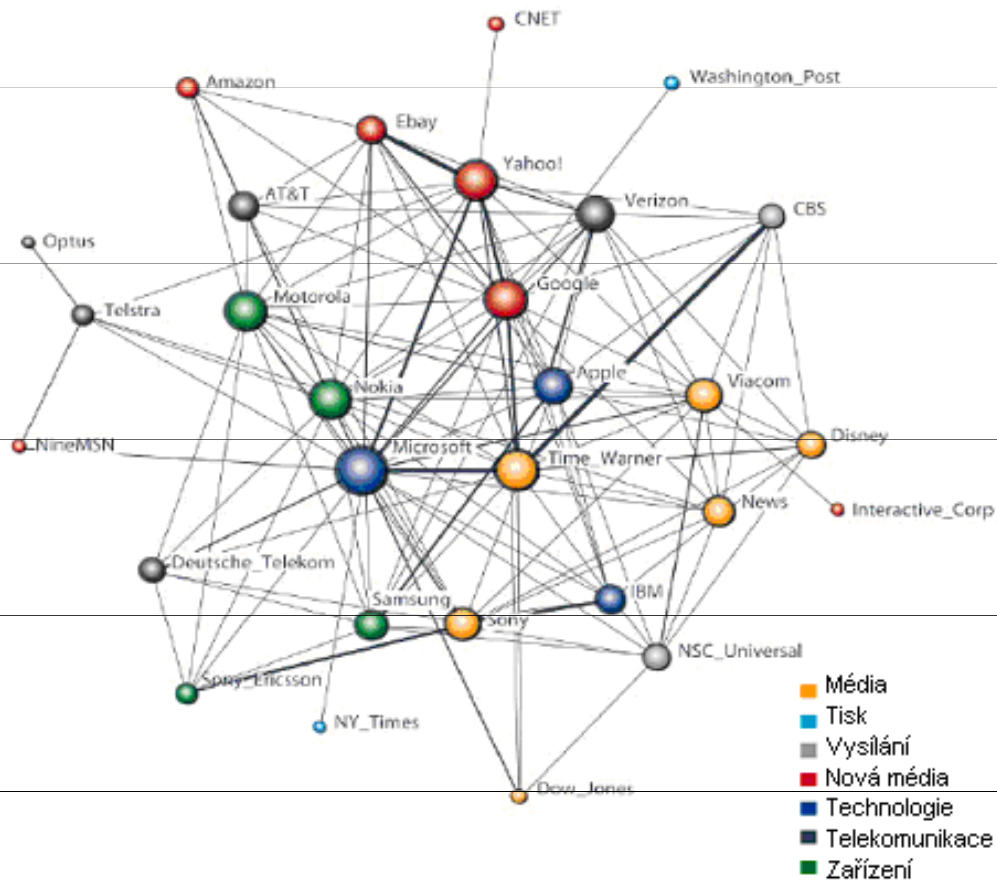 CNET
Washington_Post
Amazon
Ebay
Yahoo!
AT&T
Verizon
CBS
Optus
Google
Motorola
Telstra
Apple
Viacom
Nokia
Disney
NineMSN
Microsoft
Time_Warner
News
Interactive_Corp
Deutsche_Telekom
Samsung
IBM
Sony
NSC_Universal
Sony_Ericsson
Média
NY_Times
Tisk
Vysílání
Nová média
Dow_Jones
Technologie
Telekomunikace
Zařízení